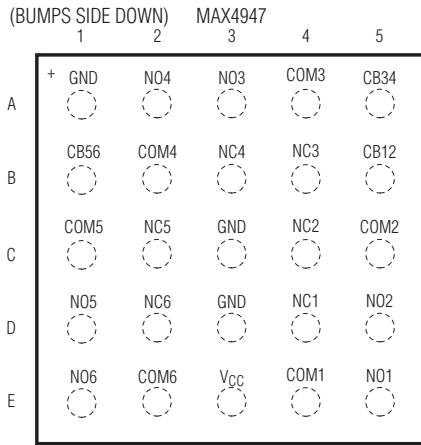 (BUMPS SIDE DOWN) MAX4947
1 2 3 4 5
+ GND NO4 NO3 COM3 CB34
A
CB56 COM4 NC4 NC3 CB12
B
COM5 NC5 GND NC2 COM2
C
NO5 NC6 GND NC1 NO2
D
NO6 COM6 VCC COM1 NO1
E